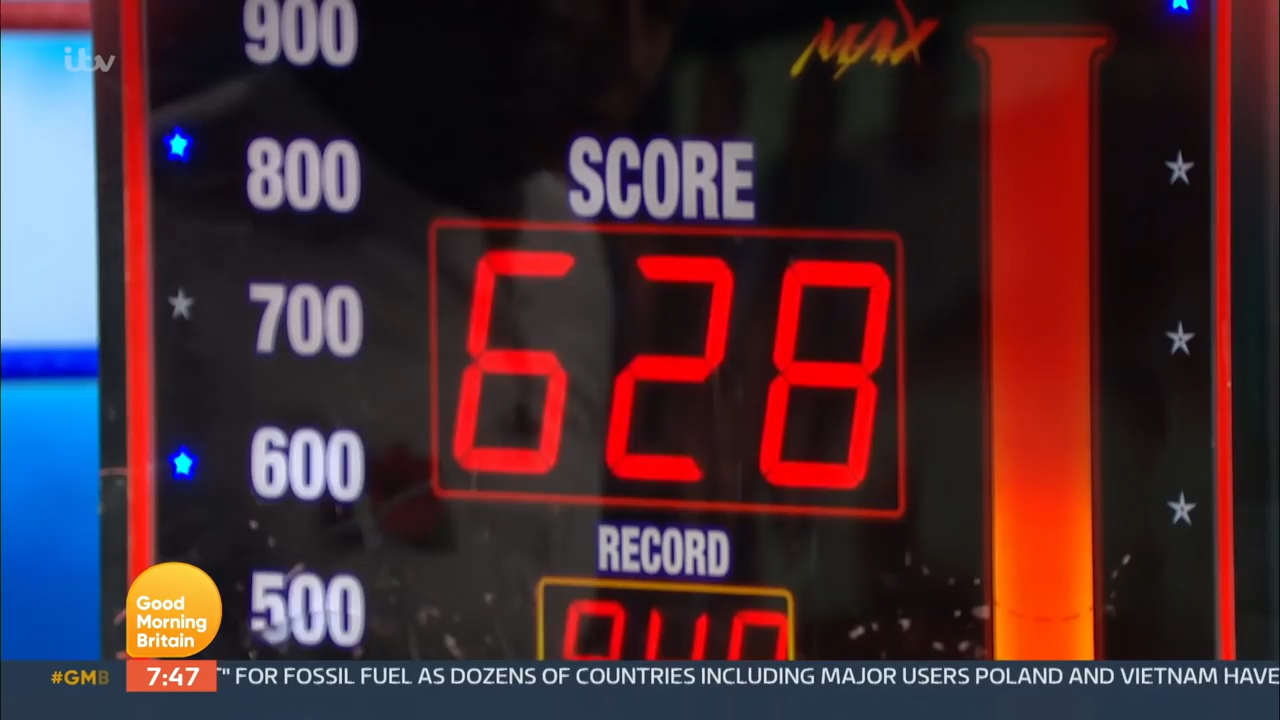 900
itv
MAX
800
SCORE
700
628
600
RECORD
500
Good
Morning
Britain
#GMB
7:47
T" FOR FOSSIL FUEL AS DOZENS OF COUNTRIES INCLUDING MAJOR USERS POLAND AND VIETNAM HAVE